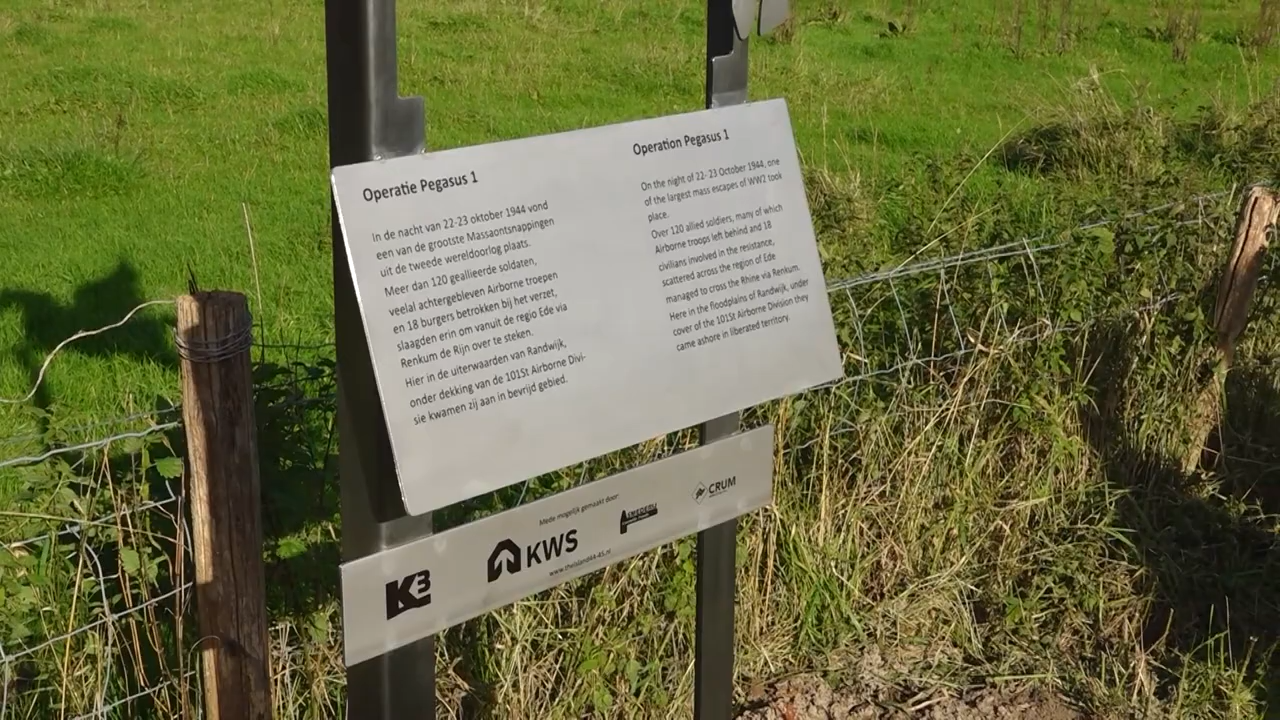 Operatie Pegasus 1
In de nacht van 22-23 oktober 1944 vond
een van de grootste Massaontsnappingen
uit de tweede wereldoorlog plaats.
Meer dan 120 geallieerde soldaten,
veelal achtergebleven Airborne troepen
en 18 burgers betrokken bij het verzet,
slaagden erin om vanuit de regio Ede via
Renkum de Rijn over te steken.
Hier in de uiterwaarden van Randwijk,
onder dekking van de 101St Airborne Divi-
sie kwamen zij aan in bevrijd gebied.
Operation Pegasus 1
On the night of 22- 23 October 1944, one
of the largest mass escapes of WW2 took
place.
Over 120 allied soldiers, many of which
Airborne troops left behind and 18
civilians involved in the resistance,
scattered across the region of Ede
managed to cross the Rhine via Renkum.
Here in the floodplains of Randwijk, under
cover of the 101St Airborne Division they
came ashore in liberated territory.
Mede mogelijk gemaakt door:
K3
KWS
SMEDERIJ
CRUM